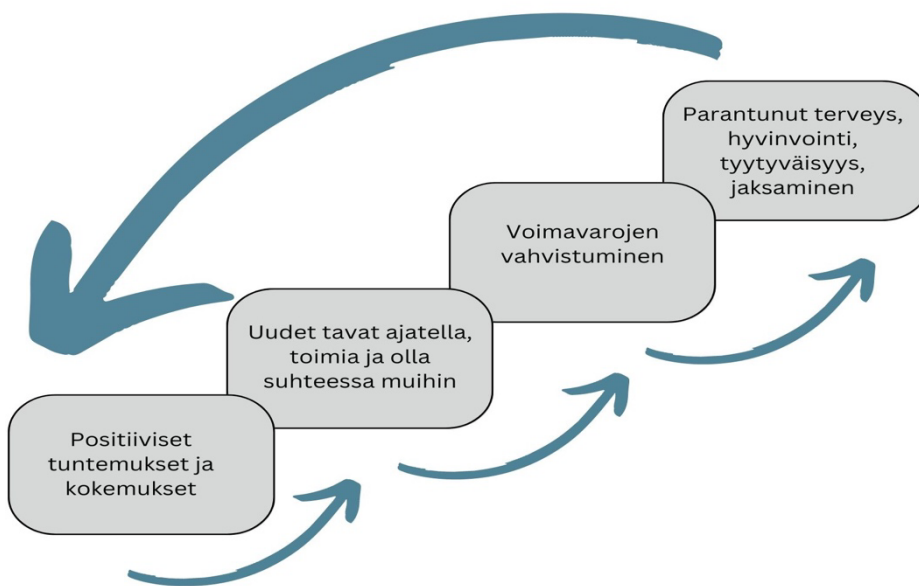 Parantunut terveys,
hyvinvointi,
tyytyväisyys,
jaksaminen
Voimavarojen
vahvistuminen
Uudet tavat ajatella,
toimia ja olla
suhteessa muihin
Positiiviset
tuntemukset ja
kokemukset